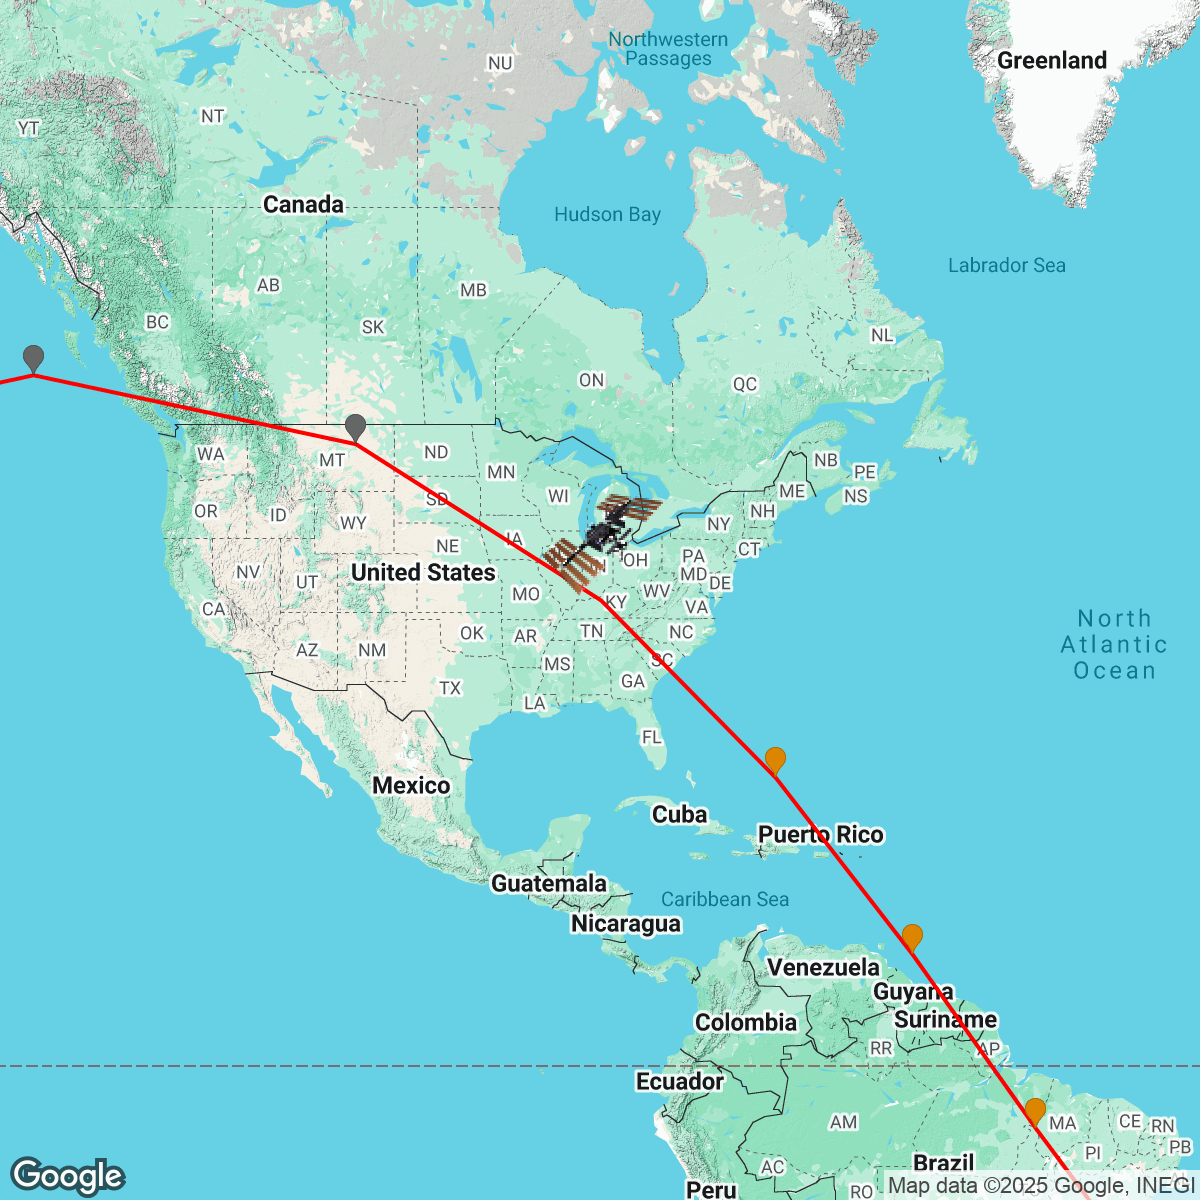 Northwestern
Passages
Greenland
NU
NT
YT
Canada
Hudson Bay
Labrador Sea
AB
MB
BC
SK
NL
ON
QC
WA
MT
ND
MN
NB
PE
NS
ME
WI
SD
OR
ID
WY
NH
NY
IA
CT
NE
PA
OH
N
United States
MD
DE
NV
UT
MO
WV
KY
VA
CA
North
Atlantic
Ocean
OK
AR
TN
NC
AZ
NM
MS
SC
GA
TX
LA
FL
Mexico
Cuba
Puerto Rico
Guatemala
Caribbean Sea
Nicaragua
Venezuela
Guyana
Suriname
Colombia
RR
AP
Ecuador
AM
MA
CE
RN
PI
PB
Brazil
AC
RO
Peru
Google
Map data ©2025 Google, INEGI